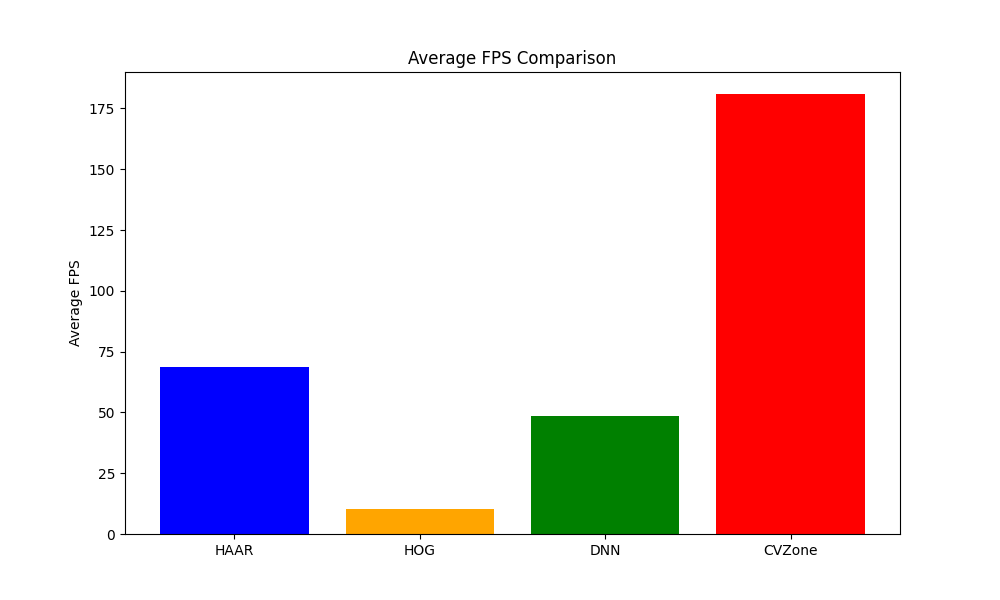 Average FPS Comparison
Average FPS
175
150
125
100
75
50
25
0
HAAR
HOG
DNN
CVZone